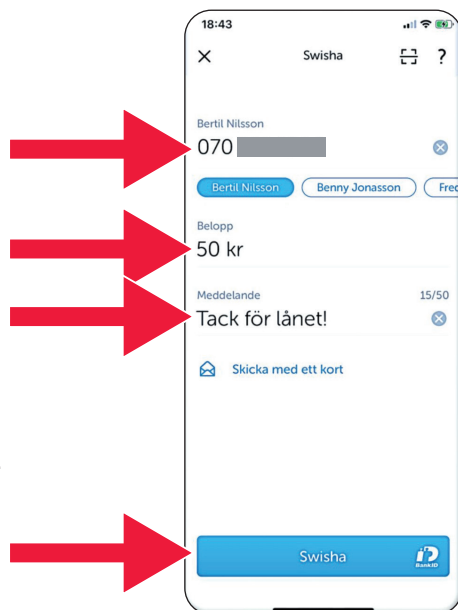 18:43
Swisha ?
Bertil Nilsson
070
Bertil Nilsson Benny Jonasson Fred
Belopp
50 kr
Meddelande 15/50
Tack för lånet!
Skicka med ett kort
Swisha BankID